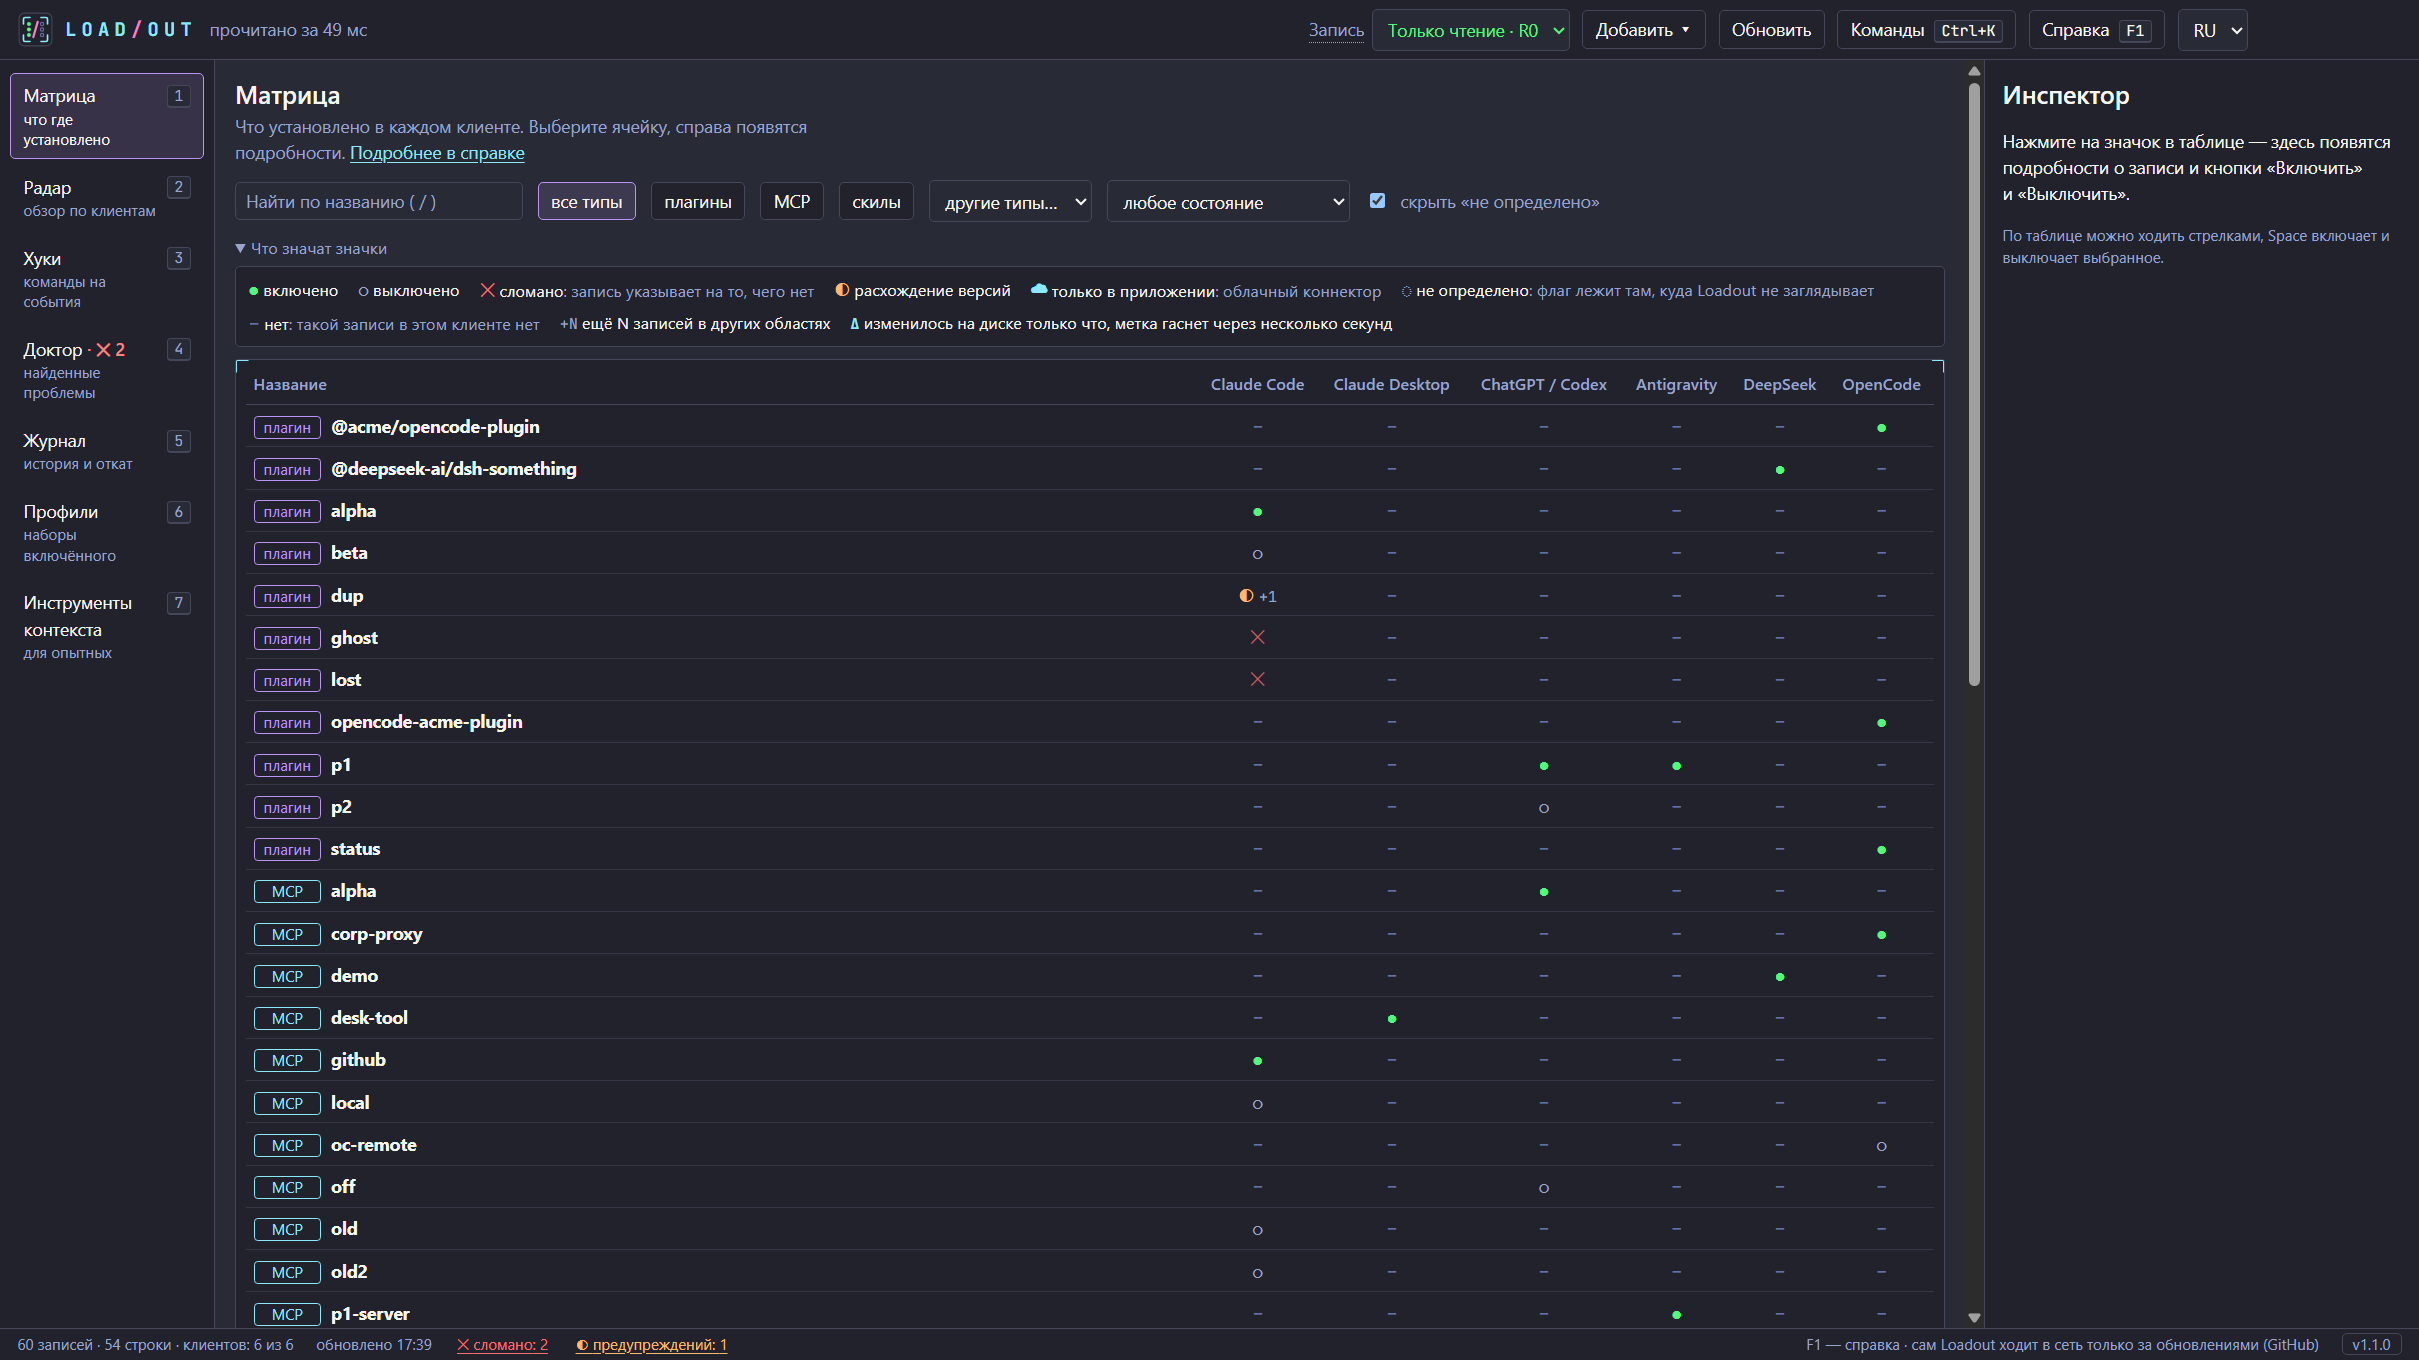 LOAD/OUT прочитано за 49 мс Запись Только чтение · R0 Добавить ▾ Обновить Команды Ctrl+K Справка F1 RU
Матрица 1
что где
установлено
Радар 2
обзор по клиентам
Хуки 3
команды на
события
Доктор · ✕ 2 4
найденные
проблемы
Журнал 5
история и откат
Профили 6
наборы
включённого
Инструменты 7
контекста
для опытных
Матрица
Что установлено в каждом клиенте. Выберите ячейку, справа появятся
подробности. Подробнее в справке
Найти по названию ( / ) все типы плагины MCP скилы другие типы... любое состояние скрыть «не определено»
▼ Что значат значки
● включено ○ выключено ✕ сломано: запись указывает на то, чего нет ◐ расхождение версий ☁ только в приложении: облачный коннектор ◌ не определено: флаг лежит там, куда Loadout не заглядывает
– нет: такой записи в этом клиенте нет +N ещё N записей в других областях Δ изменилось на диске только что, метка гаснет через несколько секунд
Название Claude Code Claude Desktop ChatGPT / Codex Antigravity DeepSeek OpenCode
плагин @acme/opencode-plugin – – – – – ●
плагин @deepseek-ai/dsh-something – – – – ● –
плагин alpha ● – – – – –
плагин beta ○ – – – – –
плагин dup ◐ +1 – – – – –
плагин ghost ✕ – – – – –
плагин lost ✕ – – – – –
плагин opencode-acme-plugin – – – – – ●
плагин p1 – – ● ● – –
плагин p2 – – ○ – – –
плагин status – – – – – ●
MCP alpha – – ● – – –
MCP corp-proxy – – – – – ●
MCP demo – – – – ● –
MCP desk-tool – ● – – – –
MCP github ● – – – – –
MCP local ○ – – – – –
MCP oc-remote – – – – – ○
MCP off – – ○ – – –
MCP old ○ – – – – –
MCP old2 ○ – – – – –
MCP p1-server – – – ● – –
Инспектор
Нажмите на значок в таблице — здесь появятся
подробности о записи и кнопки «Включить»
и «Выключить».
По таблице можно ходить стрелками, Space включает и
выключает выбранное.
60 записей · 54 строки · клиентов: 6 из 6 обновлено 17:39 ✕ сломано: 2 ◐ предупреждений: 1 F1 — справка · сам Loadout ходит в сеть только за обновлениями (GitHub) v1.1.0